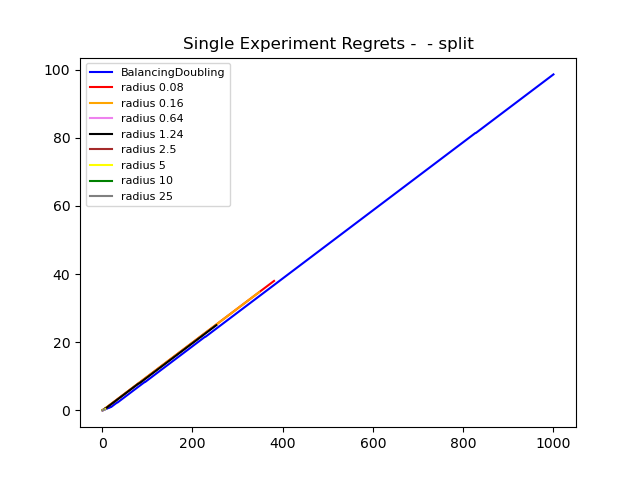 Single Experiment Regrets -  - split
100
80
60
40
20
0
BalancingDoubling
radius 0.08
radius 0.16
radius 0.64
radius 1.24
radius 2.5
radius 5
radius 10
radius 25
0 200 400 600 800 1000